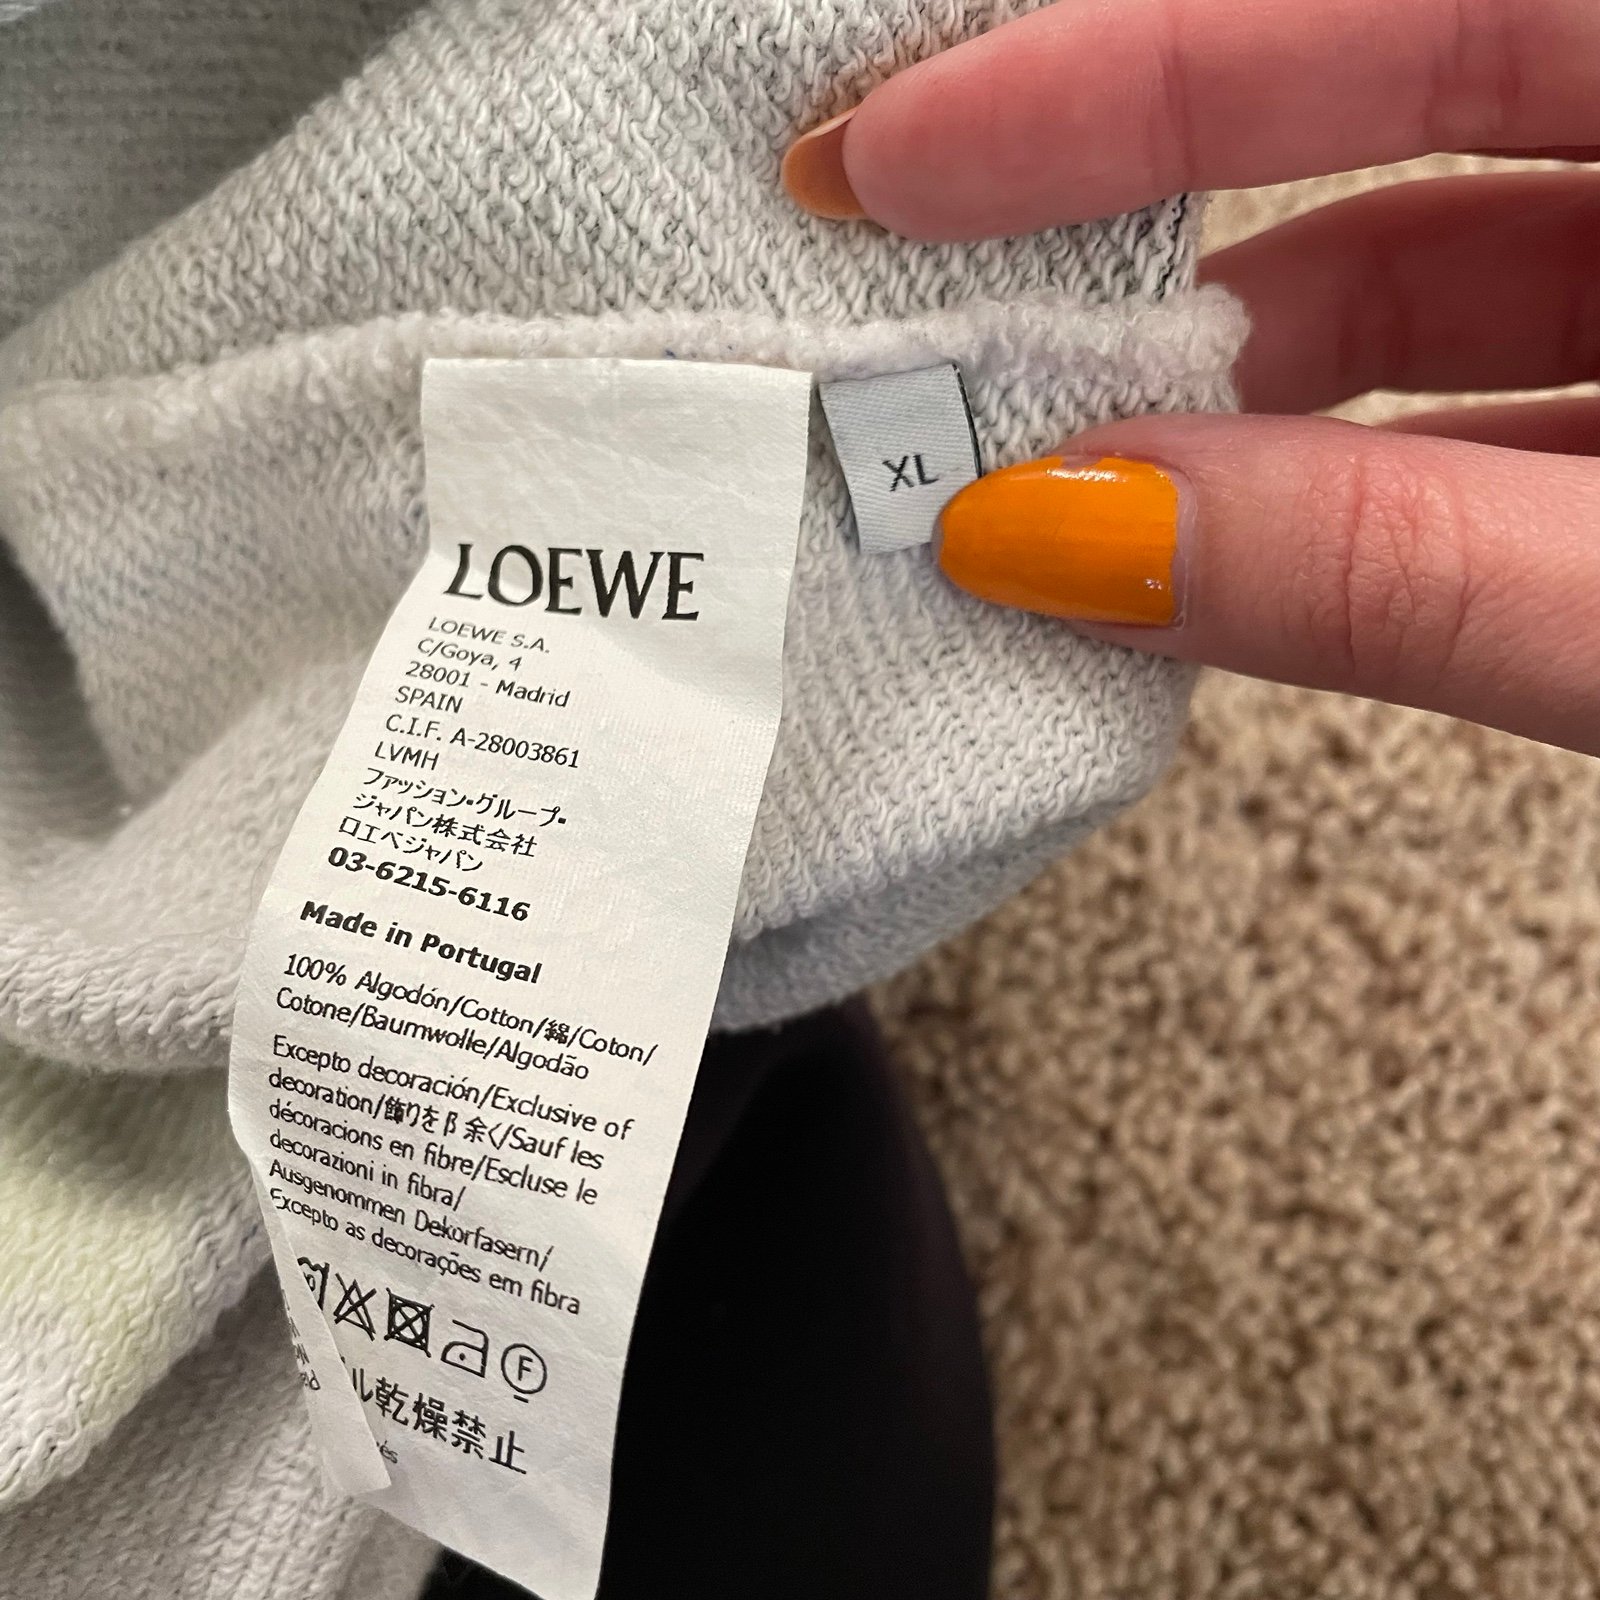 XL
LOEWE
LOEWE S.A.
C/Goya, 4
28001 - Madrid
SPAIN
C.I.F. A-28003861
LVMH
ファッション・グループ・
ジャパン株式会社
ロエベジャパン
03-6215-6116
Made in Portugal
100% Algodón/Cotton/綿/Coton/
Cotone/Baumwolle/Algodão
Excepto decoración/Exclusive of
decoration/飾りを除く/Sauf les
décoracions en fibre/Escluse le
decorazioni in fibra/
Ausgenommen Dekorfasern/
Excepto as decorações em fibra
F
ル乾燥禁止